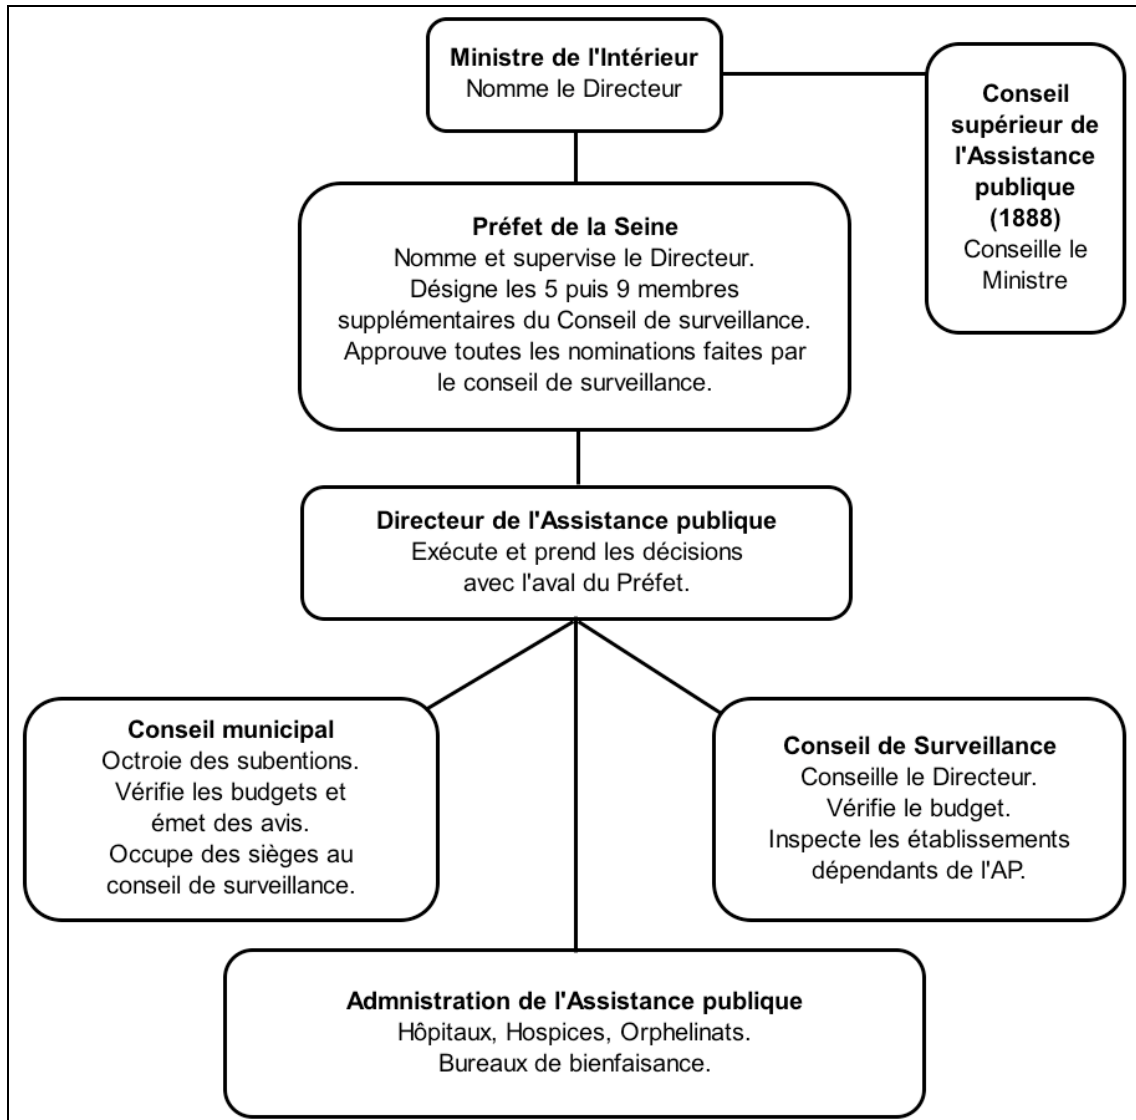 Ministre de l'Intérieur
Nomme le Directeur
Conseil
supérieur de
l'Assistance
publique
(1888)
Conseille le
Ministre
Préfet de la Seine
Nomme et supervise le Directeur.
Désigne les 5 puis 9 membres
supplémentaires du Conseil de surveillance.
Approuve toutes les nominations faites par
le conseil de surveillance.
Directeur de l'Assistance publique
Exécute et prend les décisions
avec l'aval du Préfet.
Conseil municipal
Octroie des subentions.
Vérifie les budgets et
émet des avis.
Occupe des sièges au
conseil de surveillance.
Conseil de Surveillance
Conseille le Directeur.
Vérifie le budget.
Inspecte les établissements
dépendants de l'AP.
Admnistration de l'Assistance publique
Hôpitaux, Hospices, Orphelinats.
Bureaux de bienfaisance.